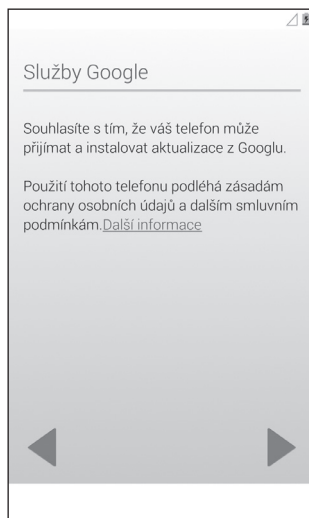 Služby Google
Souhlasíte s tím, že váš telefon může
přijímat a instalovat aktualizace z Googlu.
Použití tohoto telefonu podléhá zásadám
ochrany osobních údajů a dalším smluvním
podmínkám.Další informace